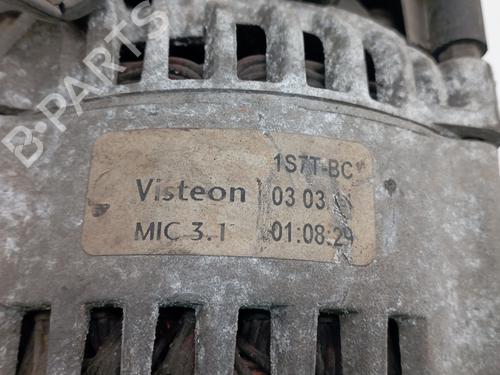 B-Parts
1S7T-BC
Visteon 03 03
MIC 3.1 01:08:29